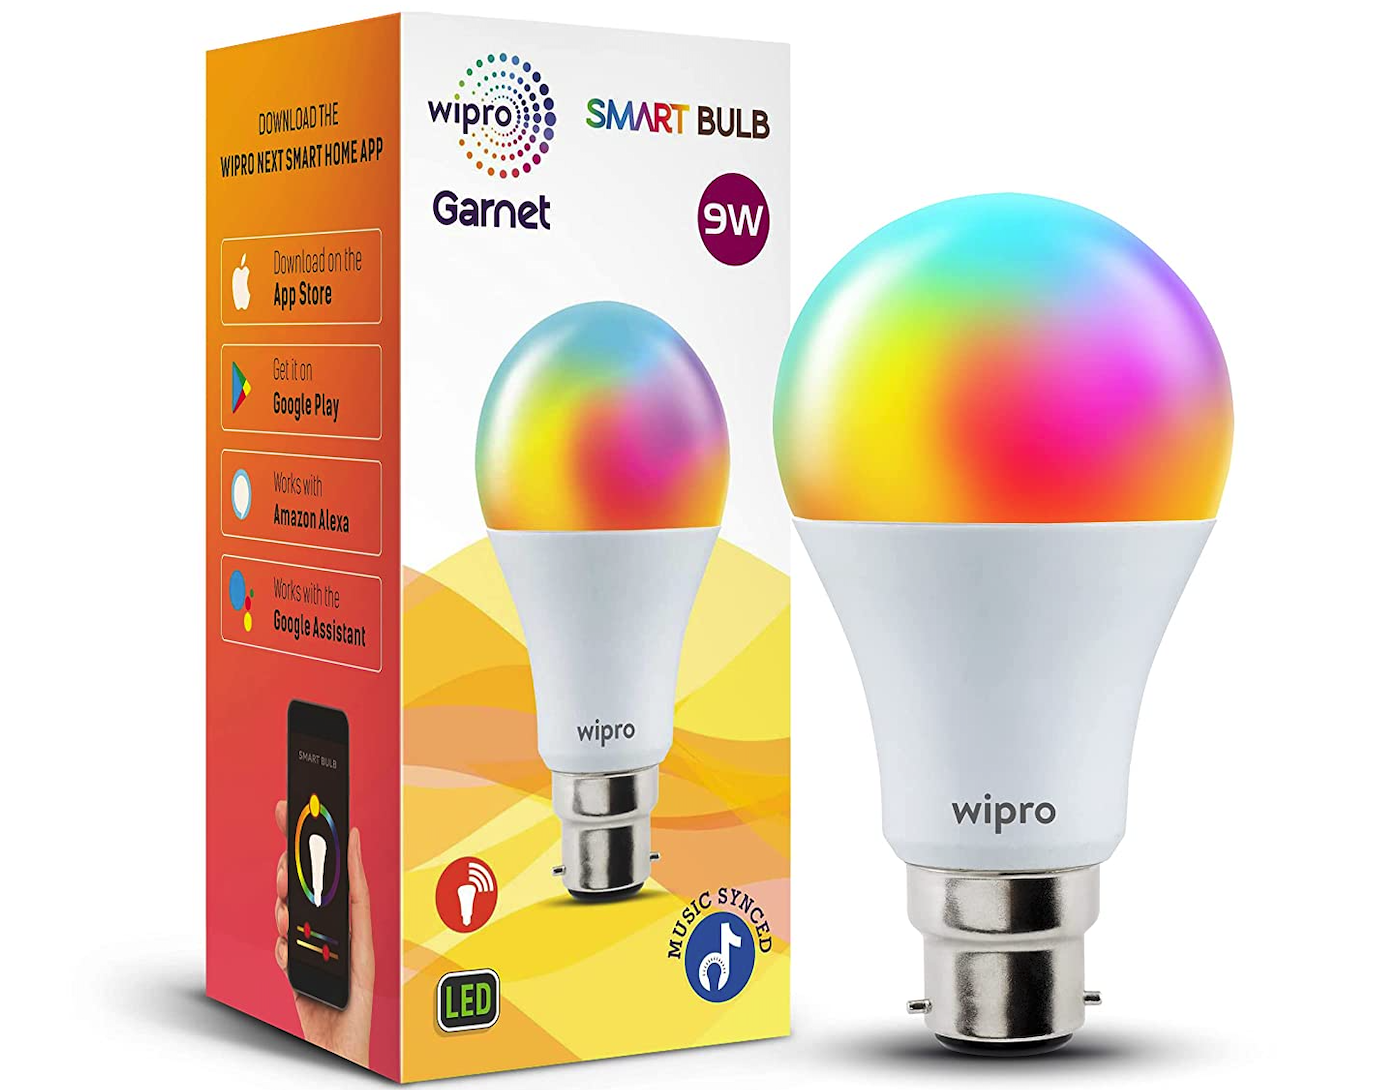 DOWNLOAD THE
WIPRO NEXT SMART HOME APP
Download on the
App Store
Get it on
Google Play
Works with
Amazon Alexa
Works with the
Google Assistant
SMART BULB
wipro
Garnet
SMART BULB
9W
wipro
MUSIC SYNCED
LED
wipro